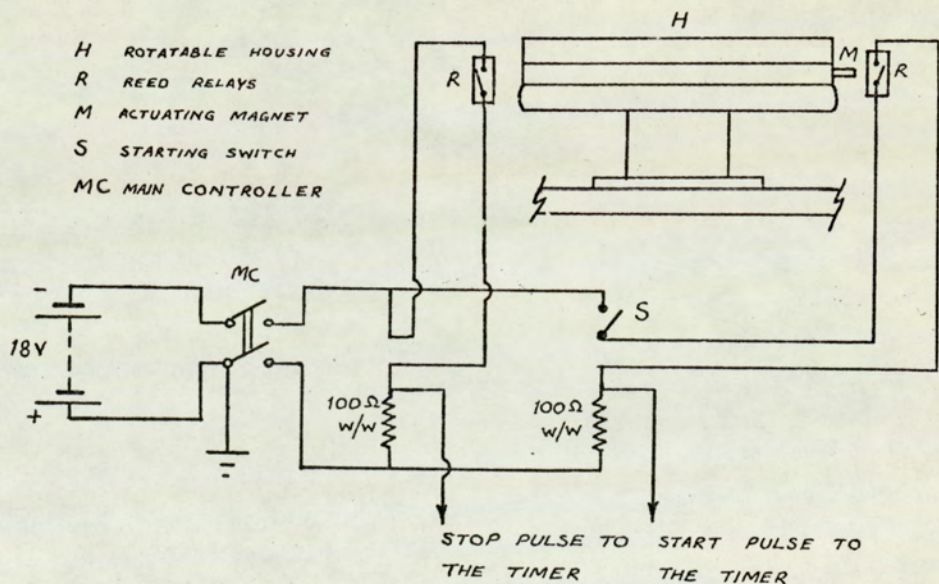 H ROTATABLE HOUSING
R REED RELAYS
M ACTUATING MAGNET
S STARTING SWITCH
MC MAIN CONTROLLER
H
M
R
R
MC
S
-
18V
+
100Ω
W/W
100Ω
W/W
STOP PULSE TO
THE TIMER
START PULSE TO
THE TIMER